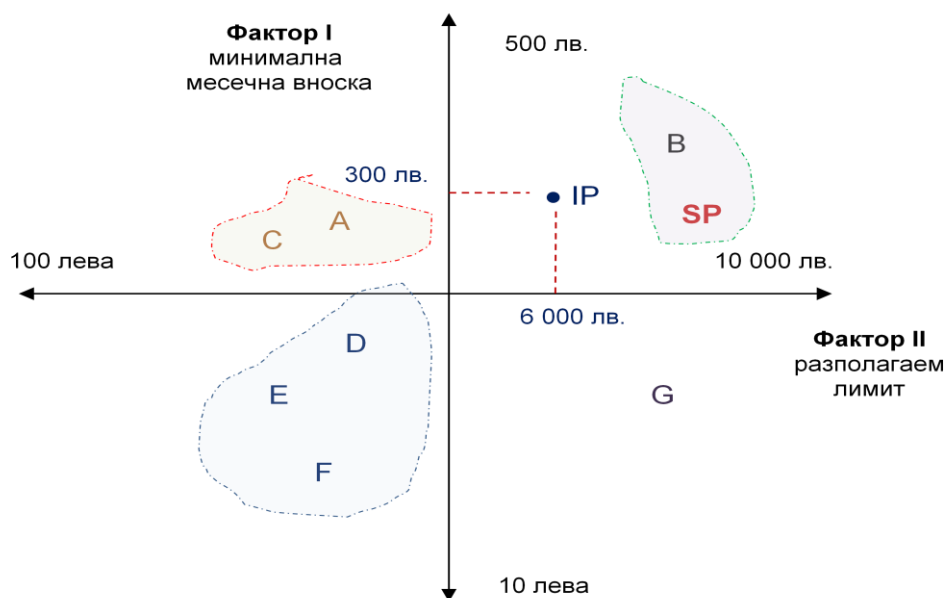 Фактор I
минимална
месечна вноска
500 лв.
B
300 лв.
IP
SP
A
C
100 лева
10 000 лв.
6 000 лв.
Фактор II
разполагаем
лимит
D
E
G
F
10 лева